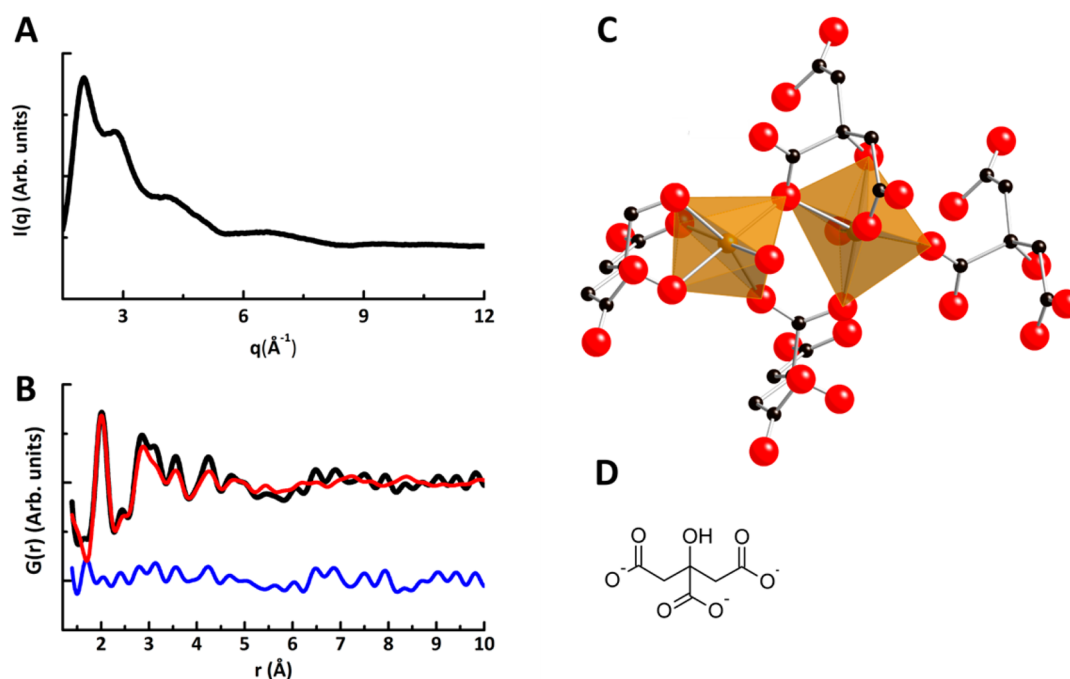 A
I(q) (Arb. units)
3
6
9
12
q(Å⁻¹)
B
G(r) (Arb. units)
2
3
4
5
6
7
8
9
10
r (Å)
C
D
O
OH
O
O⁻
O⁻
O
O⁻